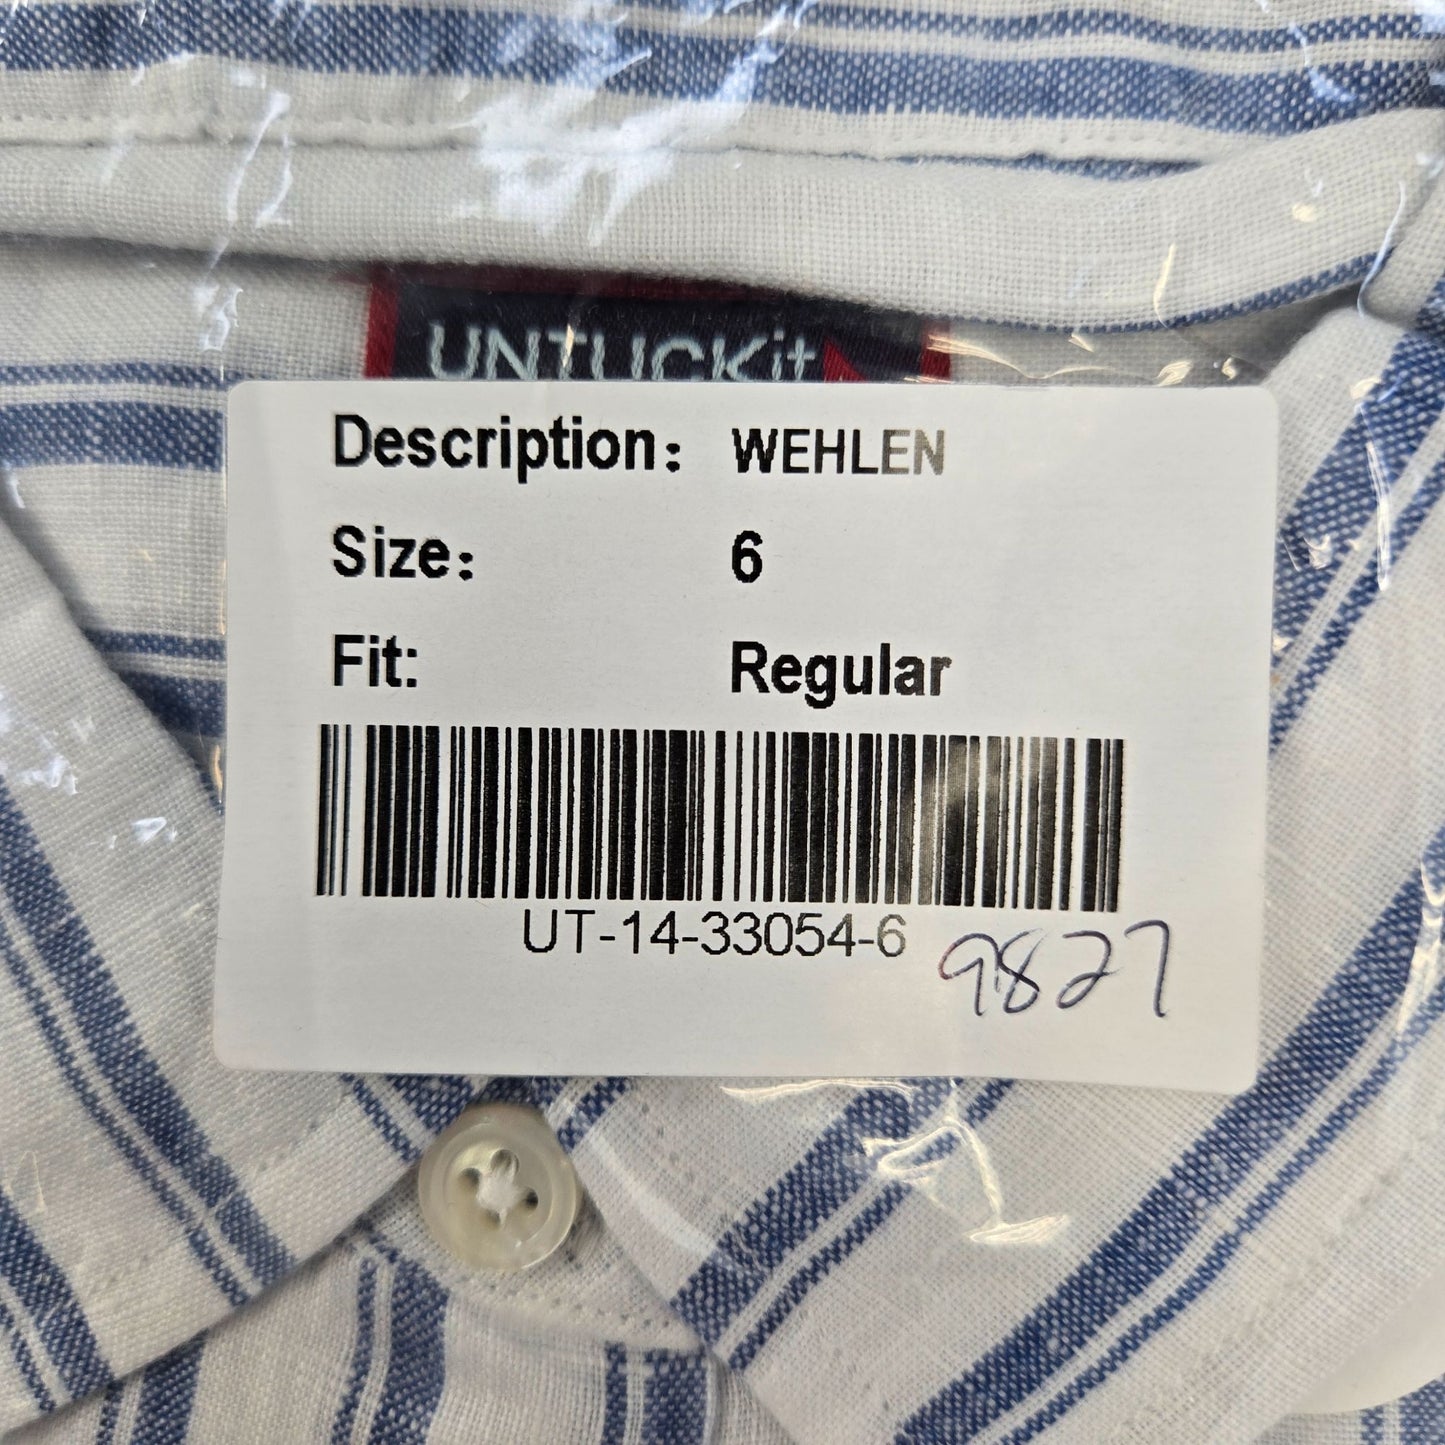 UNTUCKit
Description: WEHLEN
Size: 6
Fit: Regular
UT-14-33054-6
9827